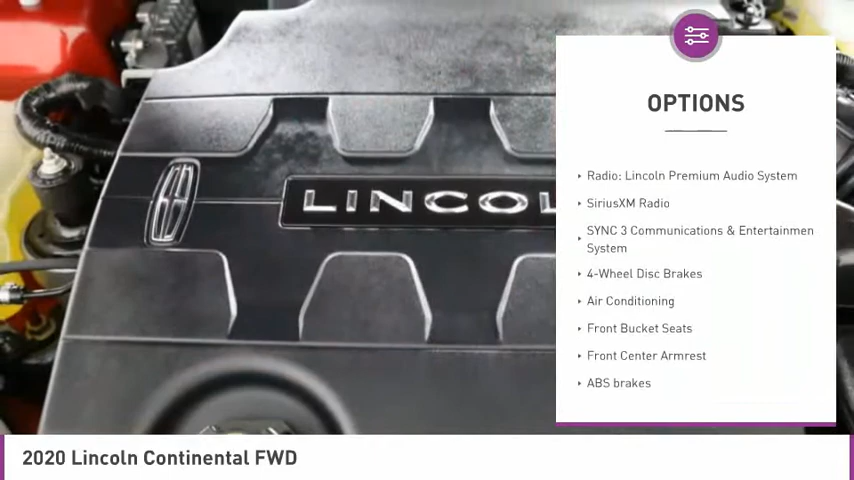 LINCOL
OPTIONS
Radio: Lincoln Premium Audio System
SiriusXM Radio
SYNC 3 Communications & Entertainmen
System
4-Wheel Disc Brakes
Air Conditioning
Front Bucket Seats
Front Center Armrest
ABS brakes
2020 Lincoln Continental FWD